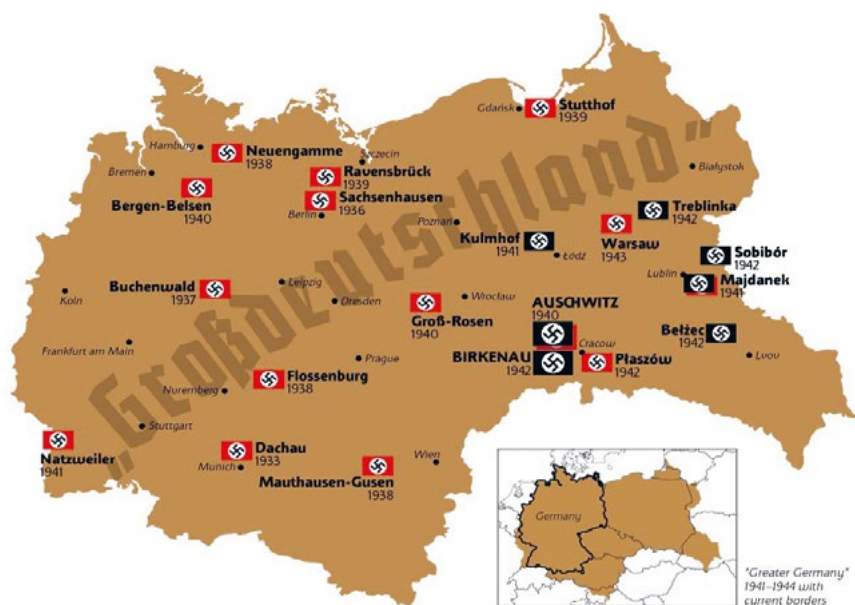 „Großdeutschland"
Gdańsk
Stutthof
1939
Hamburg
Neuengamme
1938
Szczecin
Bremen
Ravensbrück
1939
Białystok
Bergen-Belsen
1940
Sachsenhausen
1936
Berlin
Treblinka
1942
Poznań
Kulmhof
1941
Warsaw
1943
Łódź
Sobibór
1942
Lublin
Majdanek
1941
Buchenwald
1937
Leipzig
Koln
Dresden
Wrocław
Groß-Rosen
1940
AUSCHWITZ
1940
Bełżec
1942
Frankfurt am Main
Prague
Cracow
BIRKENAU
1942
Płaszów
1942
Lvov
Flossenburg
1938
Nuremberg
Stuttgart
Natzweiler
1941
Dachau
1933
Munich
Wien
Mauthausen-Gusen
1938
Germany
"Greater Germany"
1941–1944 with
current borders